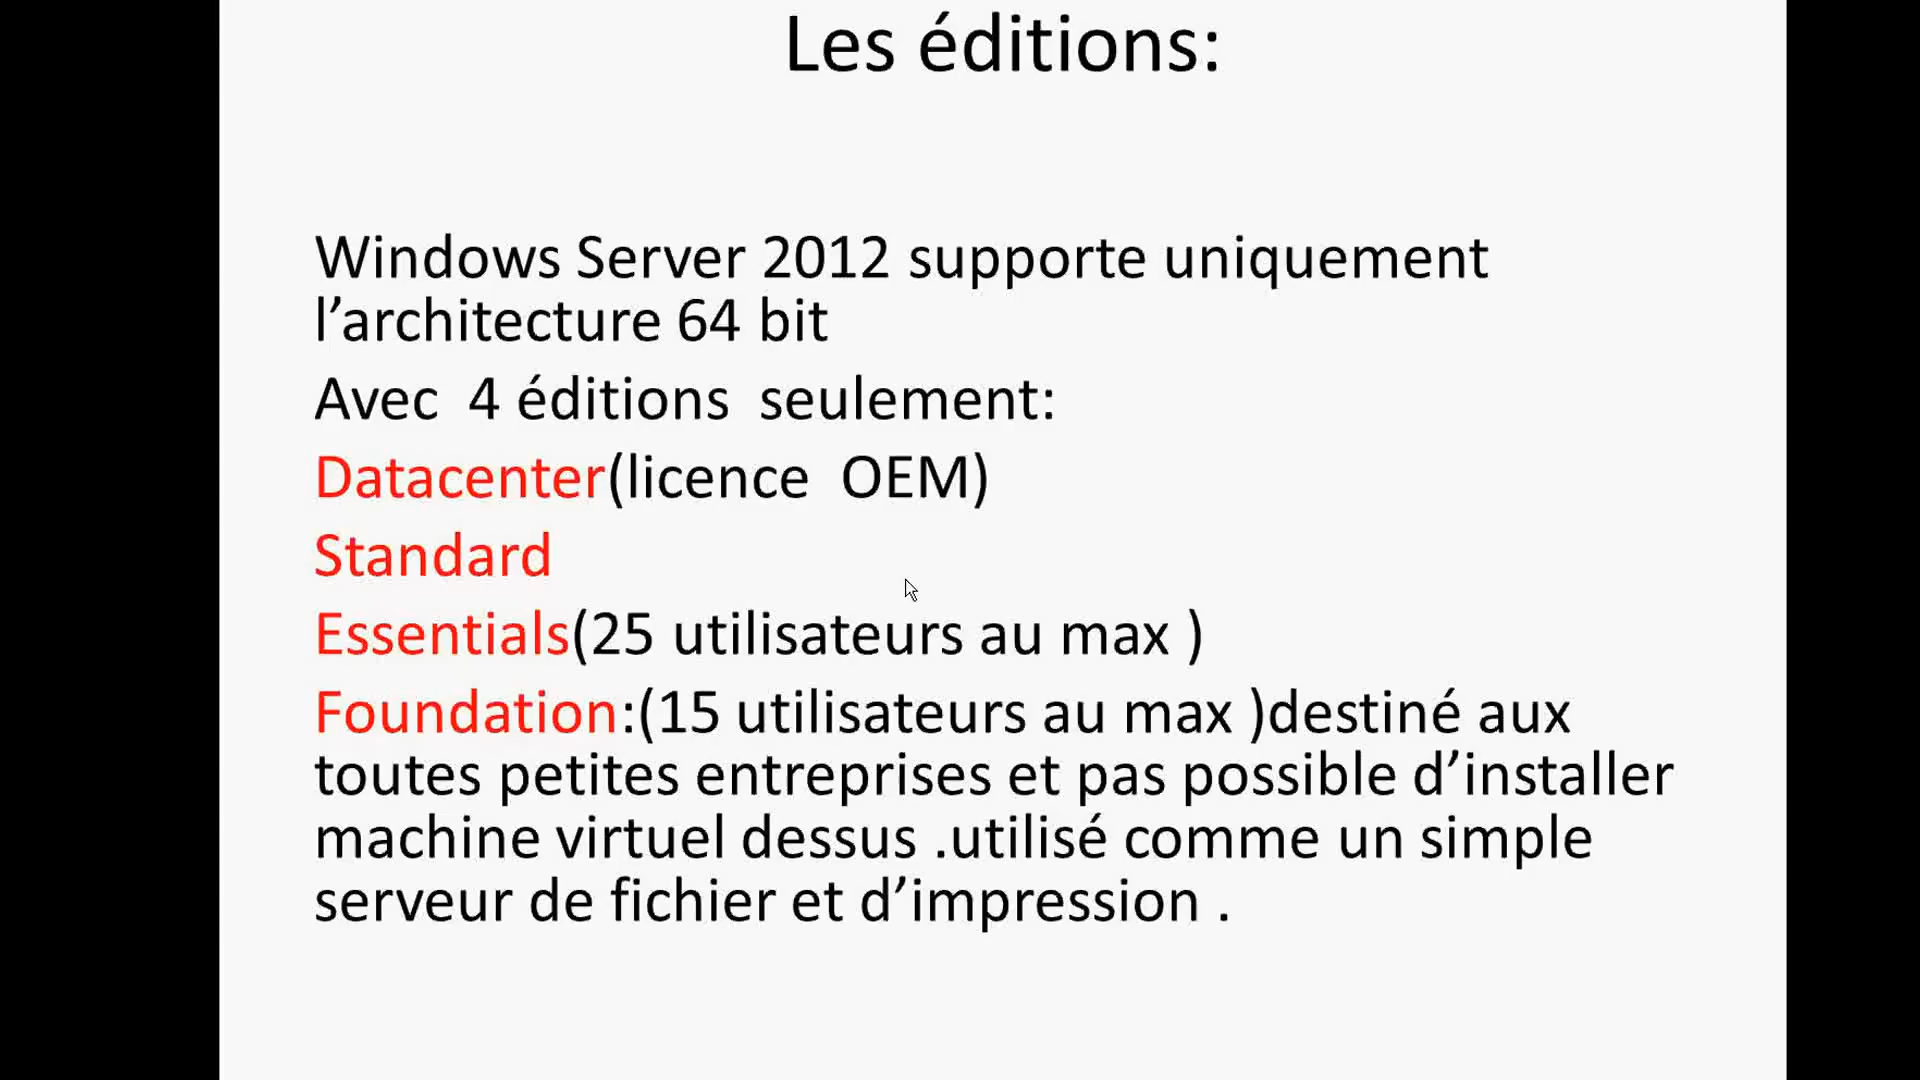 Les éditions:
Windows Server 2012 supporte uniquement
l’architecture 64 bit
Avec  4 éditions  seulement:
Datacenter(licence  OEM)
Standard
Essentials(25 utilisateurs au max )
Foundation:(15 utilisateurs au max )destiné aux
toutes petites entreprises et pas possible d’installer
machine virtuel dessus .utilisé comme un simple
serveur de fichier et d’impression .